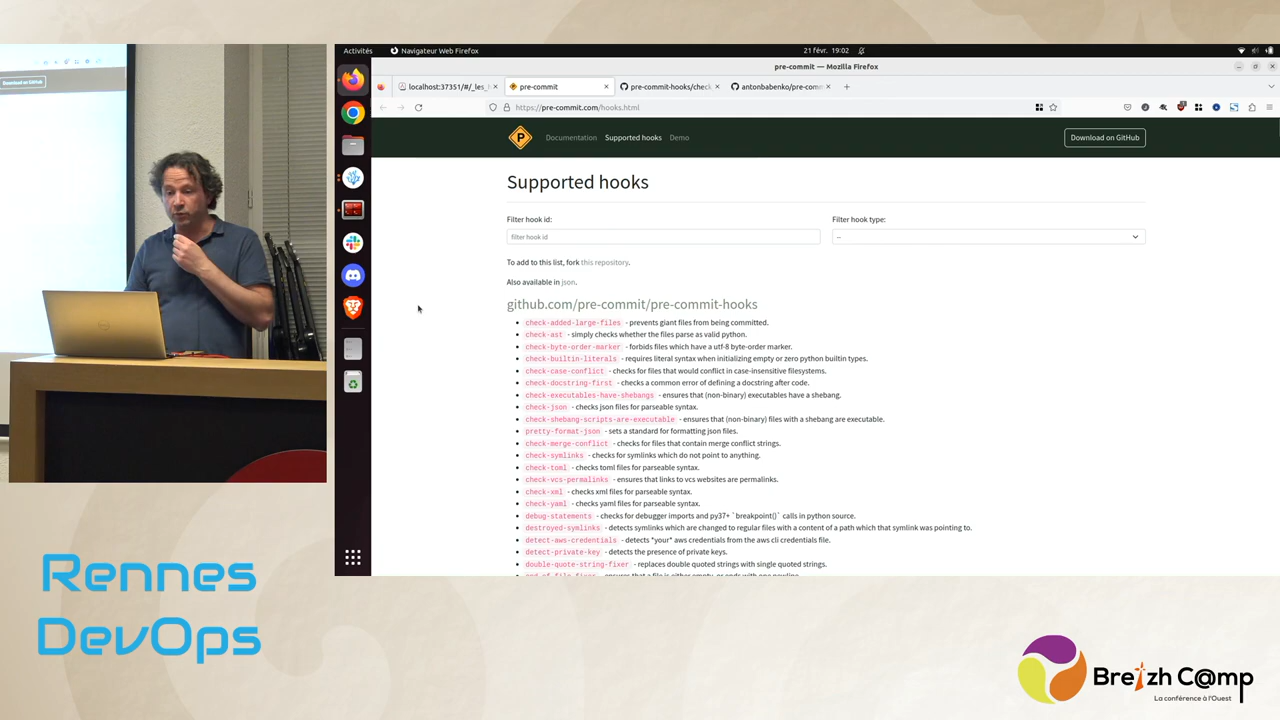 Download on GitHub
Activités
Navigateur Web Firefox
21 févr. 19:02
pre-commit — Mozilla Firefox
localhost:37351/#/_les_
pre-commit
pre-commit-hooks/check
antonbabenko/pre-comm
https://pre-commit.com/hooks.html
Documentation
Supported hooks
Demo
Download on GitHub
Supported hooks
Filter hook id:
Filter hook type:
filter hook id
--
To add to this list, fork this repository.
Also available in json.
github.com/pre-commit/pre-commit-hooks
check-added-large-files - prevents giant files from being committed.
check-ast - simply checks whether the files parse as valid python.
check-byte-order-marker - forbids files which have a utf-8 byte-order marker.
check-builtin-literals - requires literal syntax when initializing empty or zero python builtin types.
check-case-conflict - checks for files that would conflict in case-insensitive filesystems.
check-docstring-first - checks a common error of defining a docstring after code.
check-executables-have-shebangs - ensures that (non-binary) executables have a shebang.
check-json - checks json files for parseable syntax.
check-shebang-scripts-are-executable - ensures that (non-binary) files with a shebang are executable.
pretty-format-json - sets a standard for formatting json files.
check-merge-conflict - checks for files that contain merge conflict strings.
check-symlinks - checks for symlinks which do not point to anything.
check-toml - checks toml files for parseable syntax.
check-vcs-permalinks - ensures that links to vcs websites are permalinks.
check-xml - checks xml files for parseable syntax.
check-yaml - checks yaml files for parseable syntax.
debug-statements - checks for debugger imports and py37+ `breakpoint()` calls in python source.
destroyed-symlinks - detects symlinks which are changed to regular files with a content of a path which that symlink was pointing to.
detect-aws-credentials - detects *your* aws credentials from the aws cli credentials file.
detect-private-key - detects the presence of private keys.
double-quote-string-fixer - replaces double quoted strings with single quoted strings.
Rennes
DevOps
Breizh C@mp
La conférence à l'Ouest